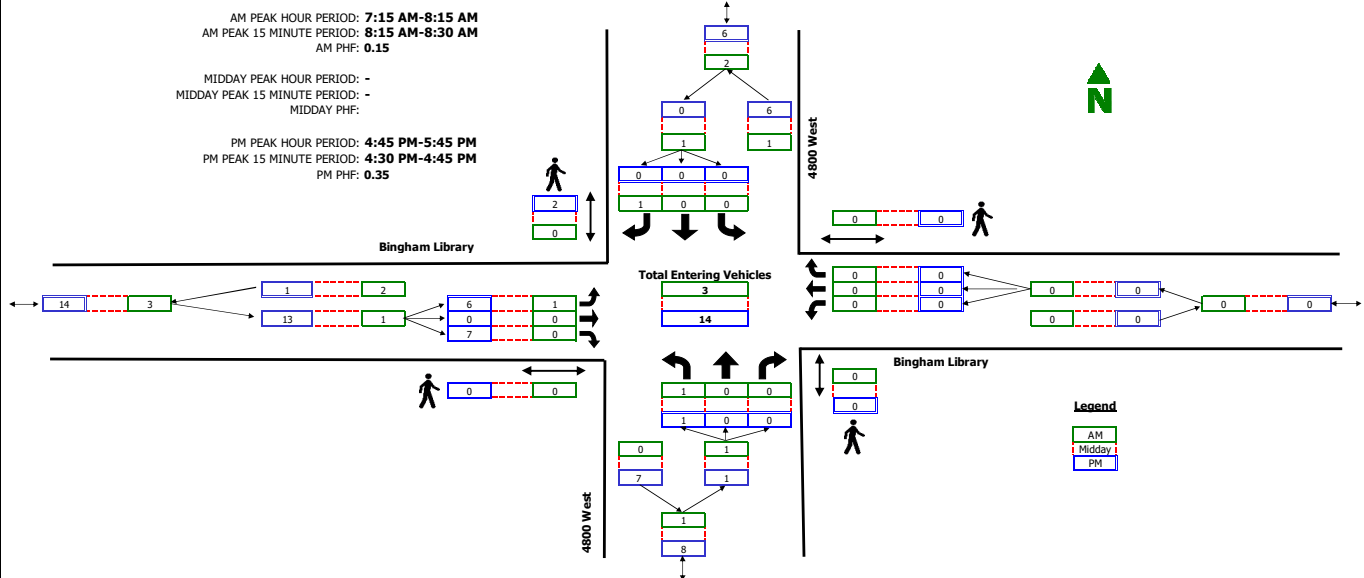 AM PEAK HOUR PERIOD: 7:15 AM-8:15 AM
AM PEAK 15 MINUTE PERIOD: 8:15 AM-8:30 AM
AM PHF: 0.15
MIDDAY PEAK HOUR PERIOD: -
MIDDAY PEAK 15 MINUTE PERIOD: -
MIDDAY PHF:
PM PEAK HOUR PERIOD: 4:45 PM-5:45 PM
PM PEAK 15 MINUTE PERIOD: 4:30 PM-4:45 PM
PM PHF: 0.35
6
2
0 6
1 1
0 0 0
1 0 0
4800 West
N
2
0
0 0
Bingham Library
Total Entering Vehicles
3
14
14 3
1 2
13 1
6 1
0 0
7 0
0 0
0 0
0 0
0 0
0 0
0 0
Bingham Library
0 0
0
0
1 0 0
1 0 0
0 1
7 1
1
8
4800 West
Legend
AM
Midday
PM